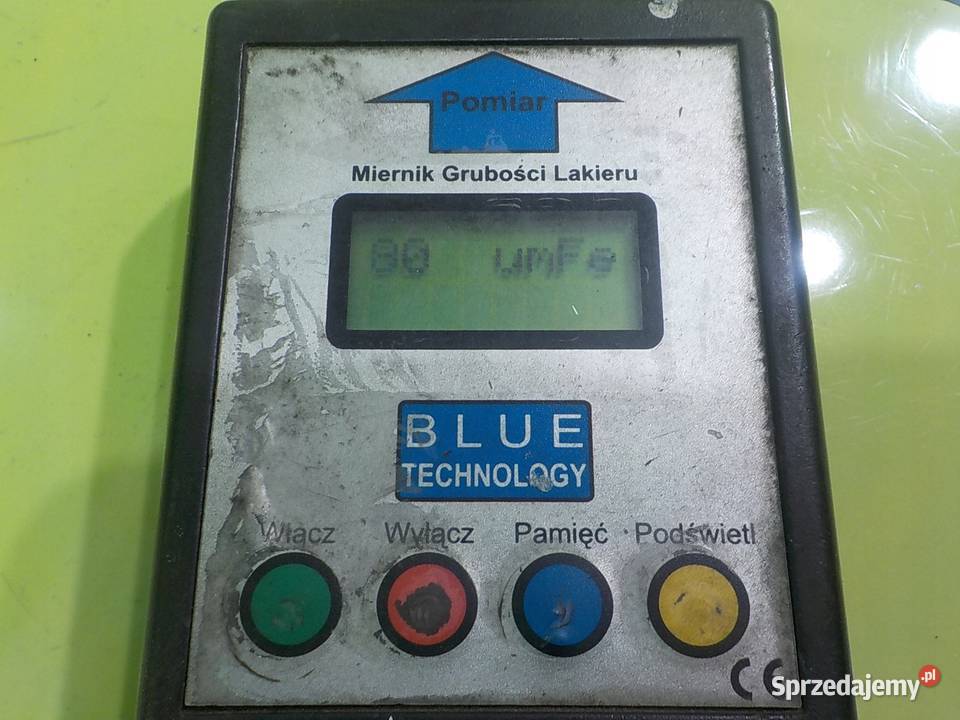 Pomiar
Miernik Grubości Lakieru
80 umFe
BLUE
TECHNOLOGY
Włącz Wyłącz Pamięć Podświetl
CE
Sprzedajemy.pl